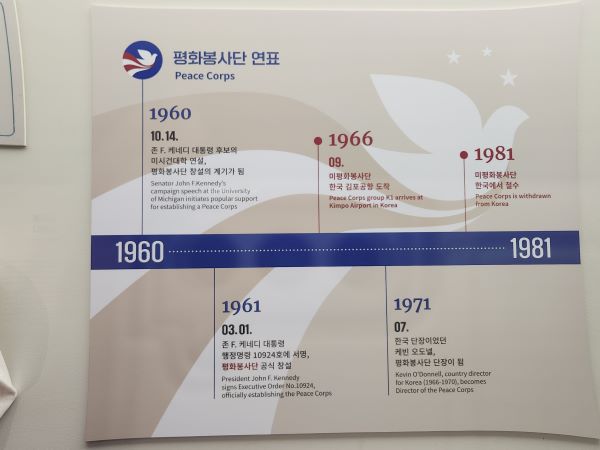 평화봉사단 연표
Peace Corps
1960
10.14.
존 F. 케네디 대통령 후보의
미시건대학 연설,
평화봉사단 창설의 계기가 됨
Senator John F.Kennedy's
campaign speech at the University
of Michigan initiates popular support
for establishing a Peace Corps
1966
09.
미평화봉사단
한국 김포공항 도착
Peace Corps group K1 arrives at
Kimpo Airport in Korea
1981
미평화봉사단
한국에서 철수
Peace Corps is withdrawn
from Korea
1960
1981
1961
03.01.
존 F. 케네디 대통령
행정명령 10924호에 서명,
평화봉사단 공식 창설
President John F. Kennedy
signs Executive Order No.10924,
officially establishing the Peace Corps
1971
07.
한국 단장이었던
케빈 오도넬,
평화봉사단 단장이 됨
Kevin O'Donnell, country director
for Korea (1966-1970), becomes
Director of the Peace Corps